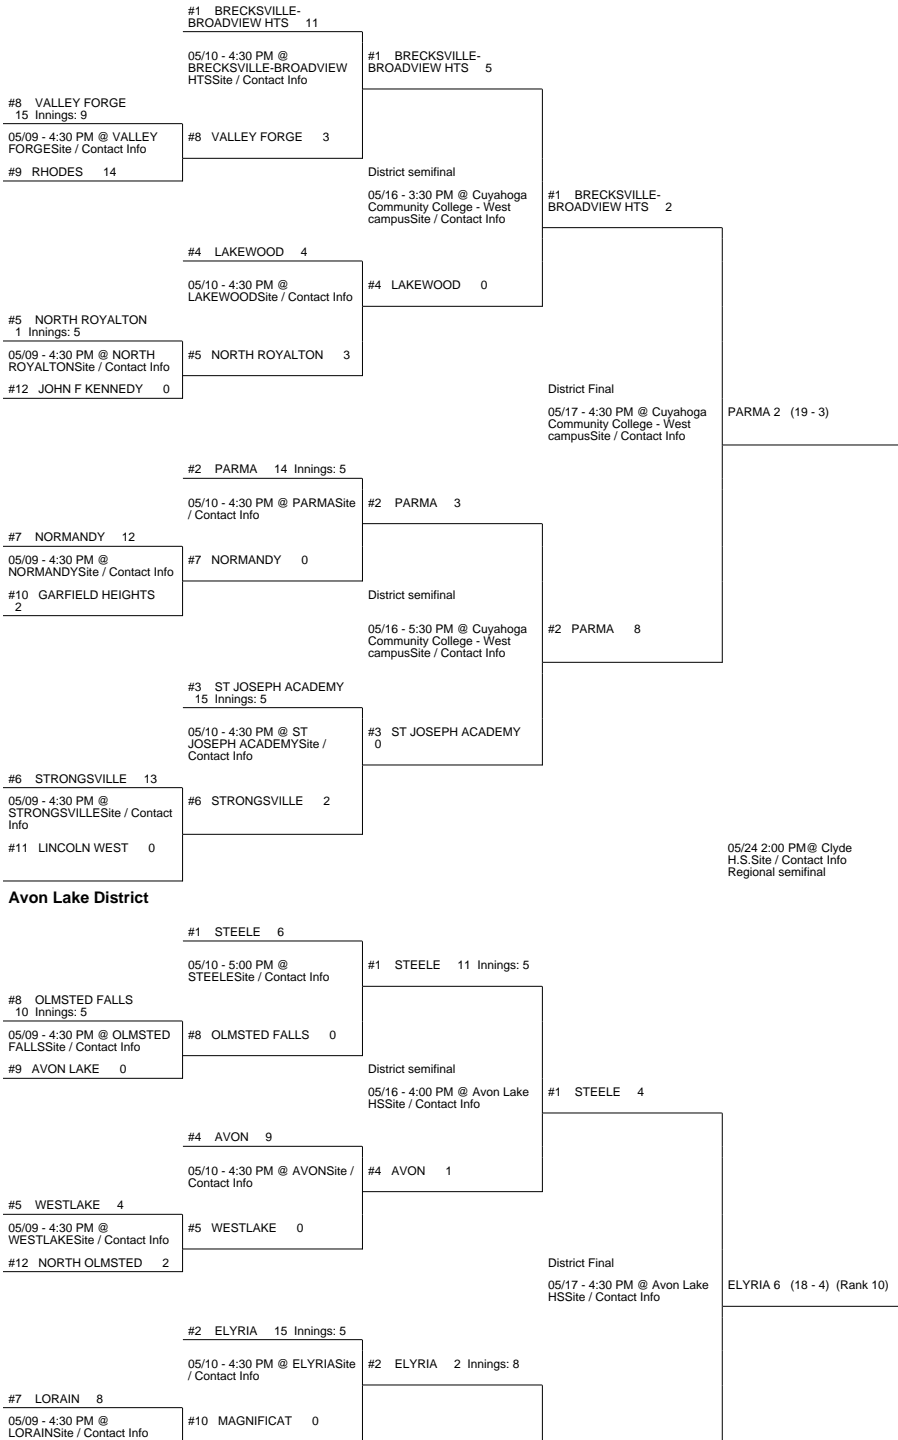 #1 BRECKSVILLE-
BROADVIEW HTS 11
05/10 - 4:30 PM @
BRECKSVILLE-BROADVIEW
HTSSite / Contact Info
#1 BRECKSVILLE-
BROADVIEW HTS 5
#8 VALLEY FORGE
15 Innings: 9
05/09 - 4:30 PM @ VALLEY
FORGESite / Contact Info
#8 VALLEY FORGE 3
#9 RHODES 14
District semifinal
05/16 - 3:30 PM @ Cuyahoga
Community College - West
campusSite / Contact Info
#1 BRECKSVILLE-
BROADVIEW HTS 2
#4 LAKEWOOD 4
05/10 - 4:30 PM @
LAKEWOODSite / Contact Info
#4 LAKEWOOD 0
#5 NORTH ROYALTON
1 Innings: 5
05/09 - 4:30 PM @ NORTH
ROYALTONSite / Contact Info
#5 NORTH ROYALTON 3
#12 JOHN F KENNEDY 0
District Final
05/17 - 4:30 PM @ Cuyahoga
Community College - West
campusSite / Contact Info
PARMA 2 (19 - 3)
#2 PARMA 14 Innings: 5
05/10 - 4:30 PM @ PARMASite
/ Contact Info
#2 PARMA 3
#7 NORMANDY 12
05/09 - 4:30 PM @
NORMANDYSite / Contact Info
#7 NORMANDY 0
#10 GARFIELD HEIGHTS
2
District semifinal
05/16 - 5:30 PM @ Cuyahoga
Community College - West
campusSite / Contact Info
#2 PARMA 8
#3 ST JOSEPH ACADEMY
15 Innings: 5
05/10 - 4:30 PM @ ST
JOSEPH ACADEMYSite /
Contact Info
#3 ST JOSEPH ACADEMY
0
#6 STRONGSVILLE 13
05/09 - 4:30 PM @
STRONGSVILLESite / Contact
Info
#6 STRONGSVILLE 2
#11 LINCOLN WEST 0
05/24 2:00 PM@ Clyde
H.S.Site / Contact Info
Regional semifinal
Avon Lake District
#1 STEELE 6
05/10 - 5:00 PM @
STEELESite / Contact Info
#1 STEELE 11 Innings: 5
#8 OLMSTED FALLS
10 Innings: 5
05/09 - 4:30 PM @ OLMSTED
FALLSSite / Contact Info
#8 OLMSTED FALLS 0
#9 AVON LAKE 0
District semifinal
05/16 - 4:00 PM @ Avon Lake
HSSite / Contact Info
#1 STEELE 4
#4 AVON 9
05/10 - 4:30 PM @ AVONSite /
Contact Info
#4 AVON 1
#5 WESTLAKE 4
05/09 - 4:30 PM @
WESTLAKESite / Contact Info
#5 WESTLAKE 0
#12 NORTH OLMSTED 2
District Final
05/17 - 4:30 PM @ Avon Lake
HSSite / Contact Info
ELYRIA 6 (18 - 4) (Rank 10)
#2 ELYRIA 15 Innings: 5
05/10 - 4:30 PM @ ELYRIASite
/ Contact Info
#2 ELYRIA 2 Innings: 8
#7 LORAIN 8
05/09 - 4:30 PM @
LORAINSite / Contact Info
#10 MAGNIFICAT 0